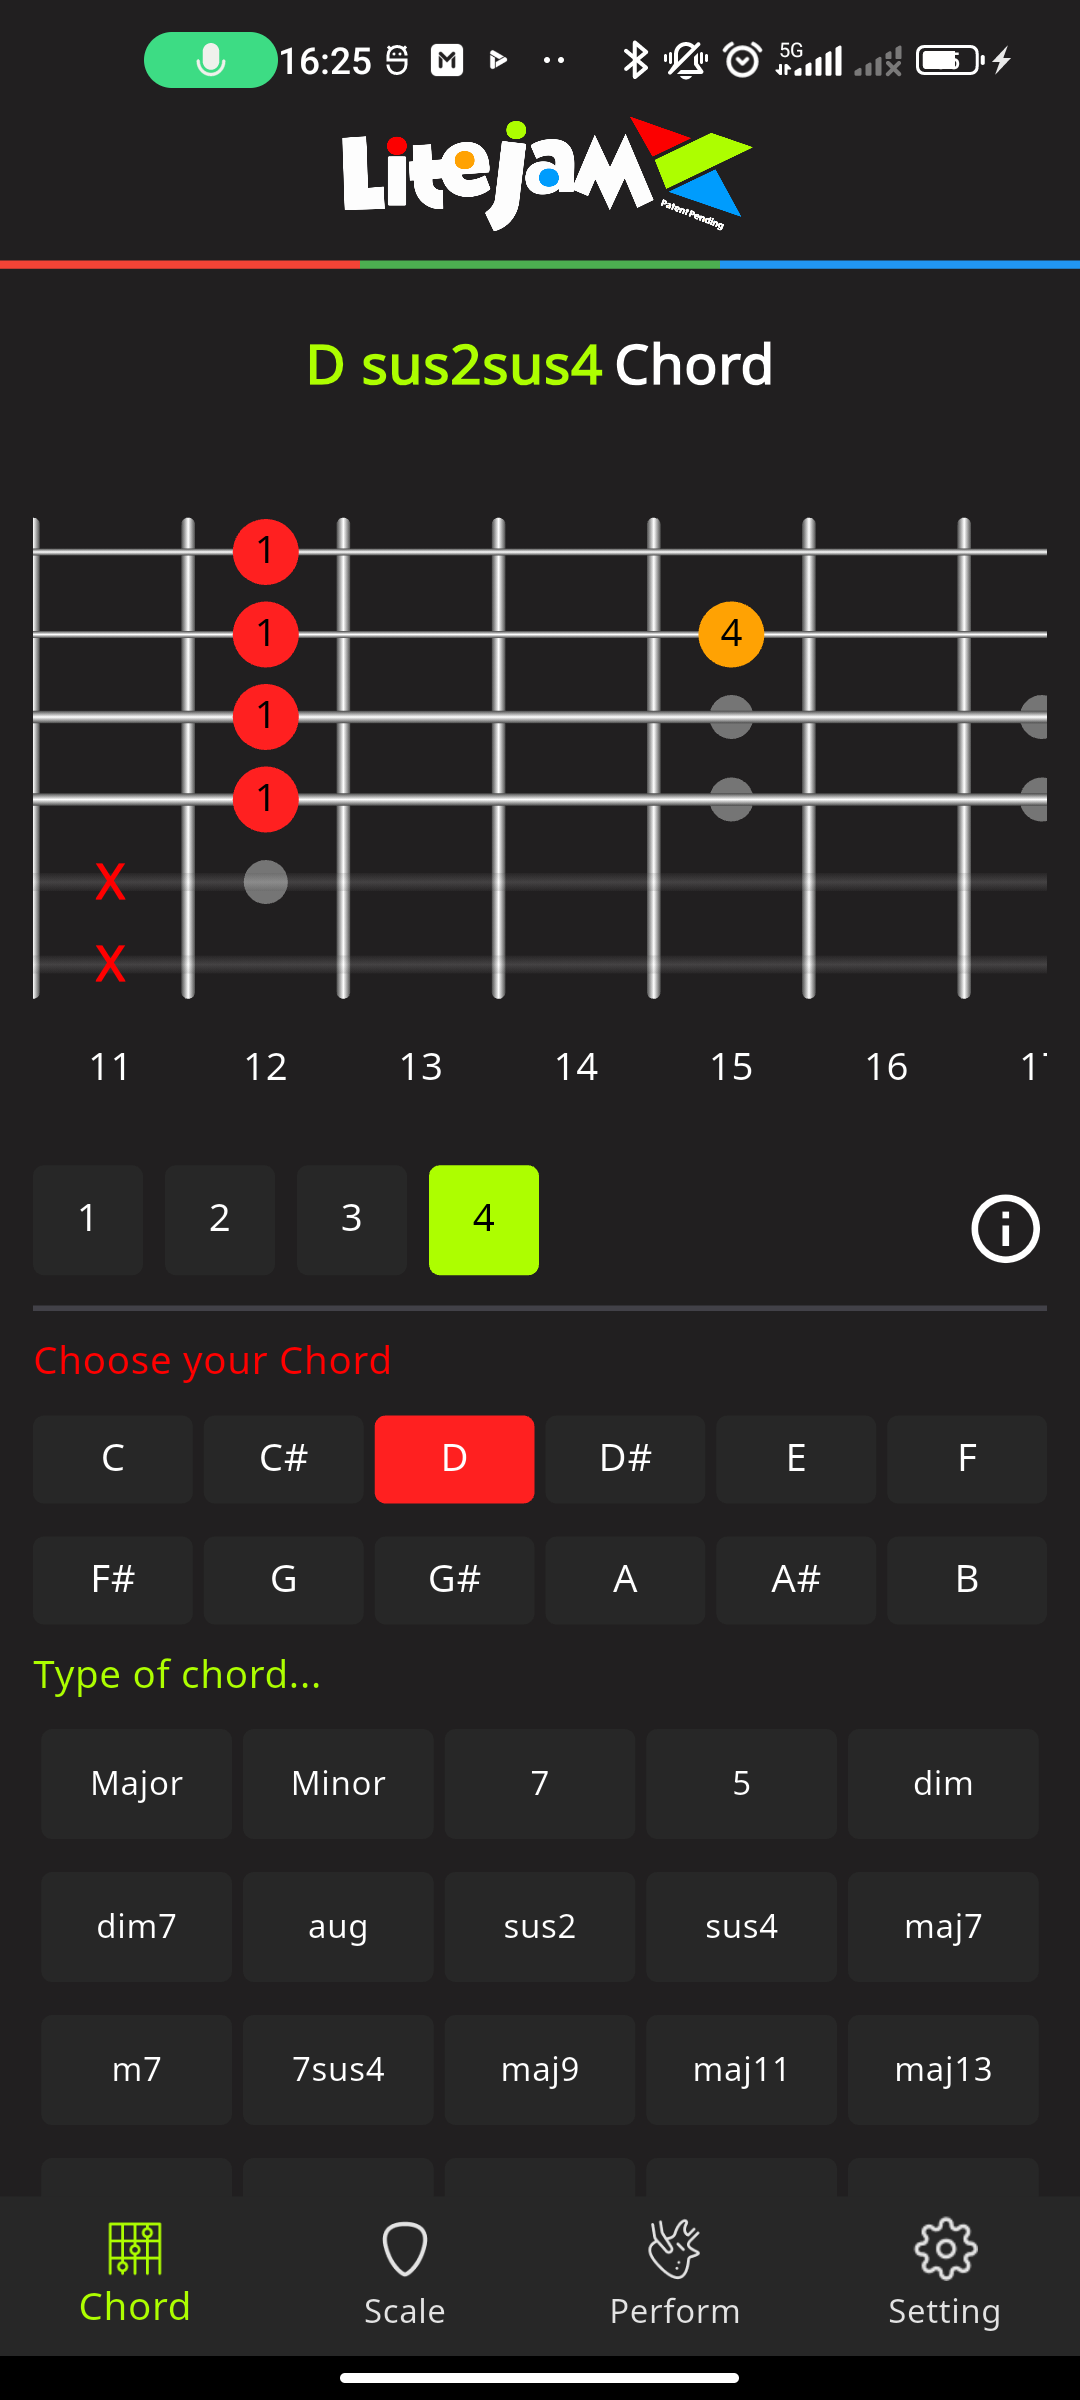 16:25 5G
LitejaM
Patent Pending
D sus2sus4 Chord
1
1 4
1
1
X
X
11 12 13 14 15 16
1 2 3 4
Choose your Chord
C C# D D# E F
F# G G# A A# B
Type of chord...
Major Minor 7 5 dim
dim7 aug sus2 sus4 maj7
m7 7sus4 maj9 maj11 maj13
Chord Scale Perform Setting